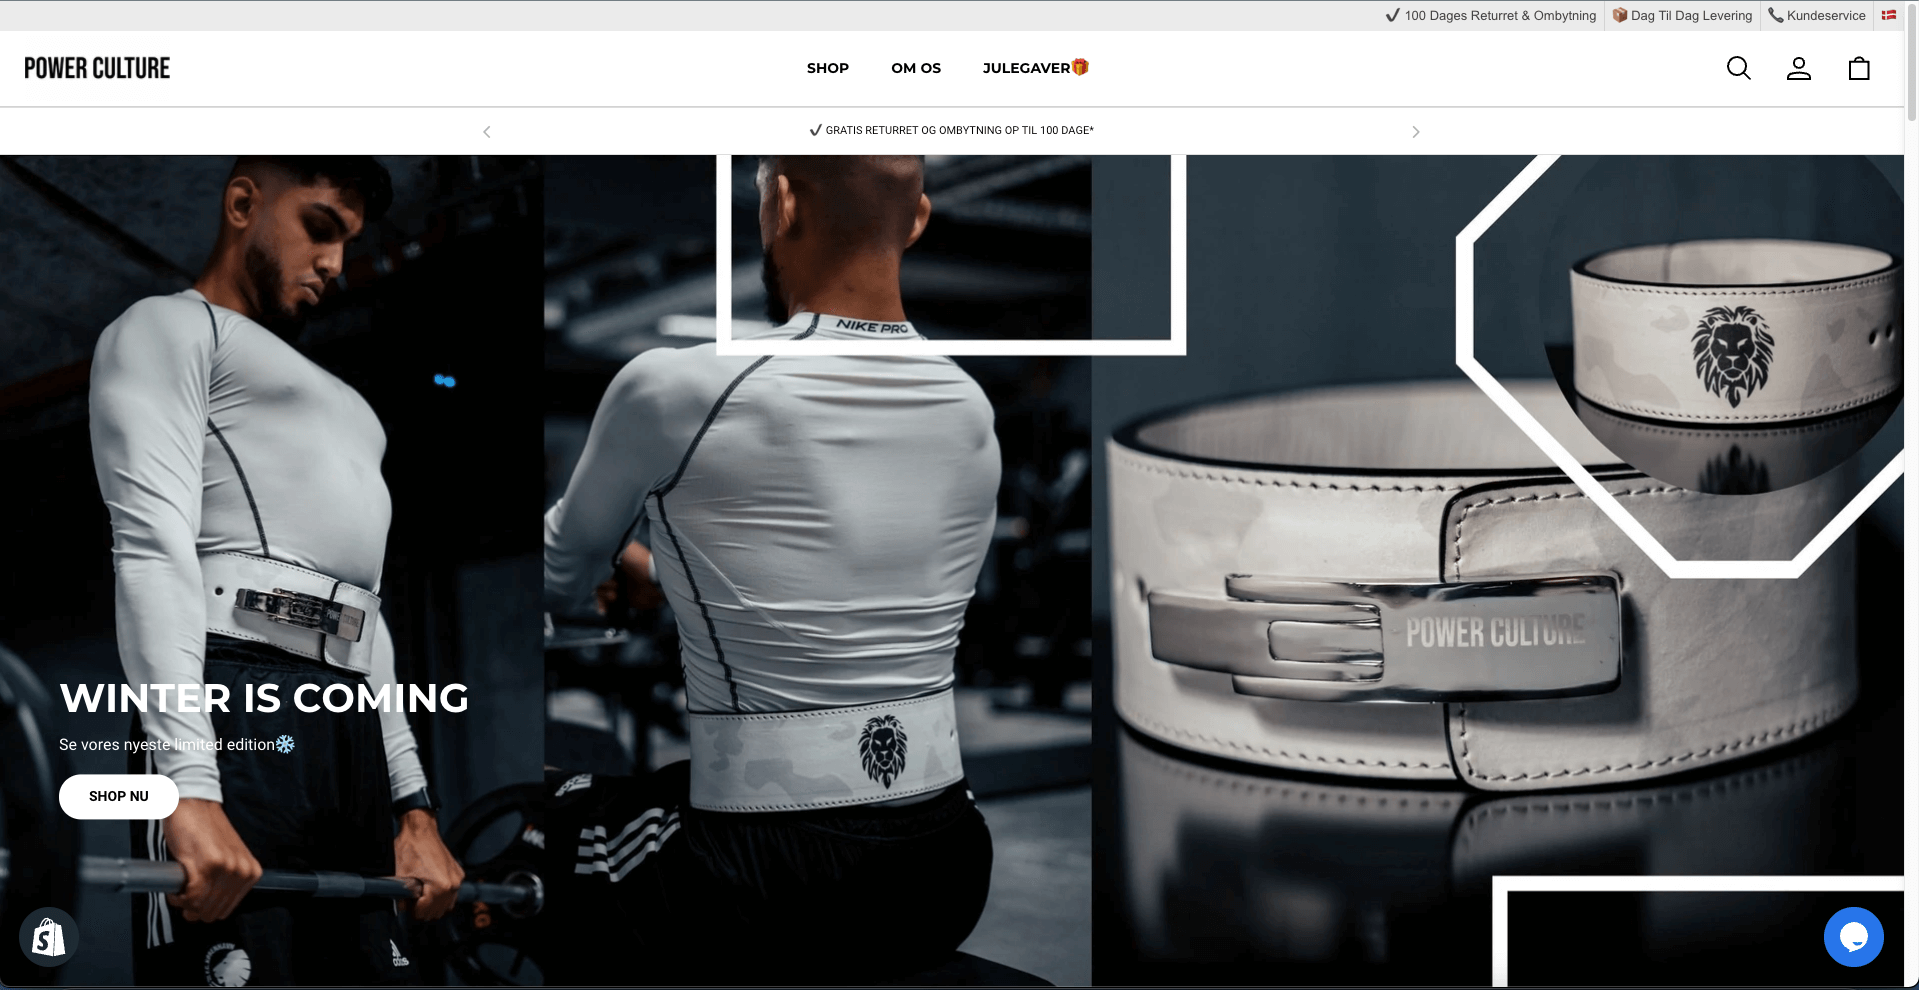 100 Dages Returret & Ombytning
Dag Til Dag Levering
Kundeservice
POWER CULTURE
SHOP
OM OS
JULEGAVER
GRATIS RETURRET OG OMBYTNING OP TIL 100 DAGE*
NIKE PRO
POWER CULTURE
WINTER IS COMING
Se vores nyeste limited edition
SHOP NU